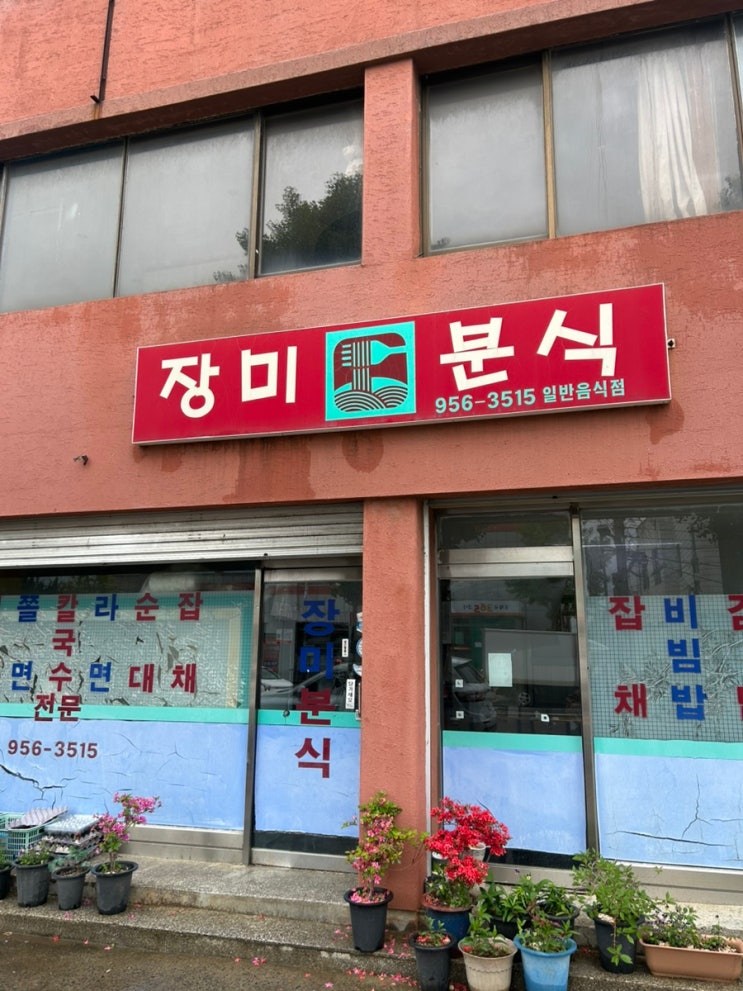 장미 분식
956-3515 일반음식점
쫄면
칼국수
라면
순대
잡채
전문
956-3515
장미분식
잡채
비빔밥